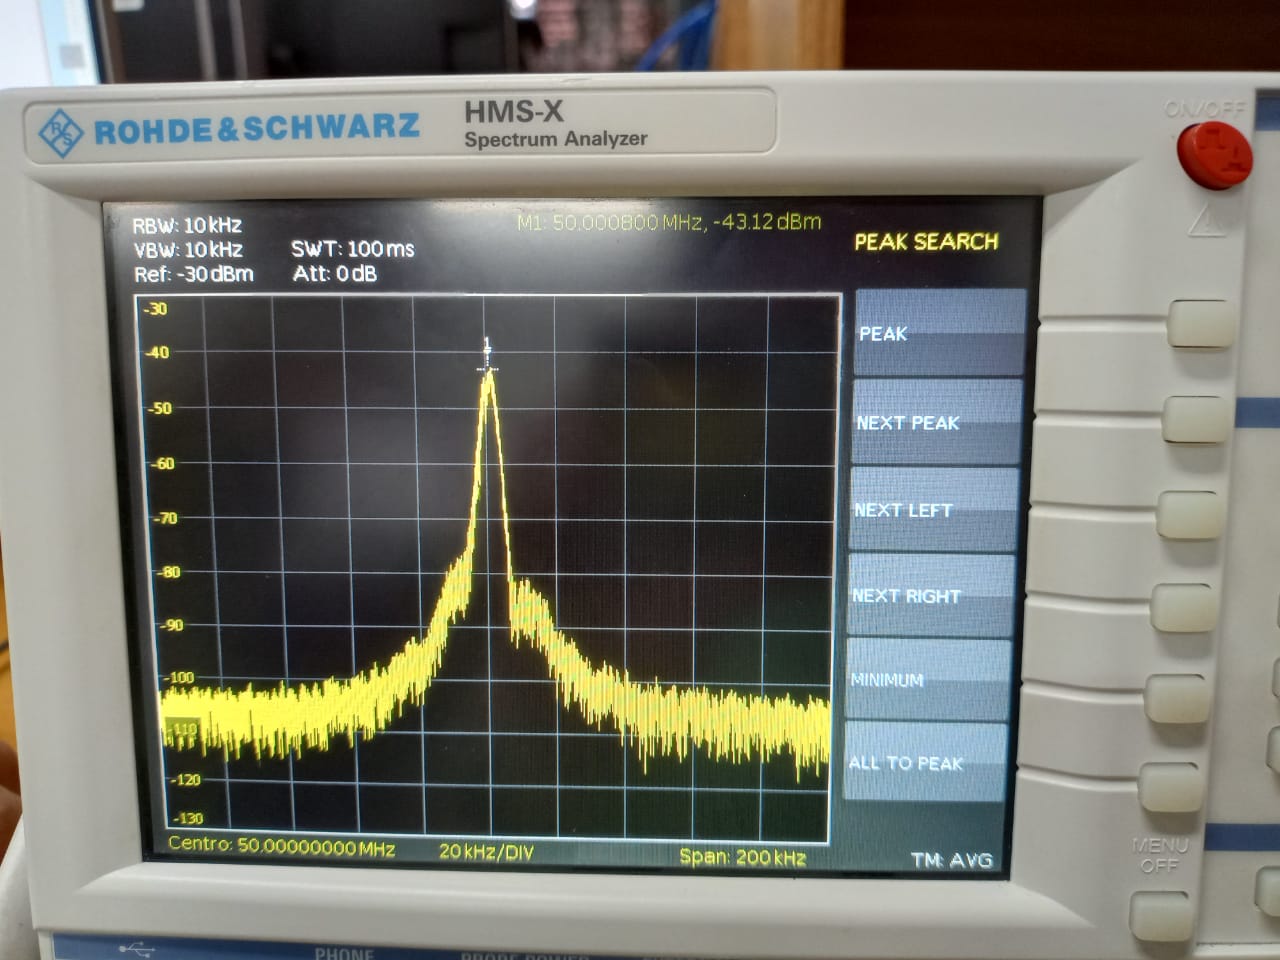 ROHDE&SCHWARZ
HMS-X
Spectrum Analyzer
ON/OFF
RBW: 10 kHz
VBW: 10 kHz SWT: 100 ms
Ref: -30 dBm Att: 0 dB
M1: 50.000800 MHz, -43.12 dBm
PEAK SEARCH
-30
-40
-50
-60
-70
-80
-90
-100
-110
-120
-130
1
PEAK
NEXT PEAK
NEXT LEFT
NEXT RIGHT
MINIMUM
ALL TO PEAK
Centro: 50.00000000 MHz 20 kHz/DIV Span: 200 kHz
TM: AVG
MENU
OFF
PHONE
PROBE POWER